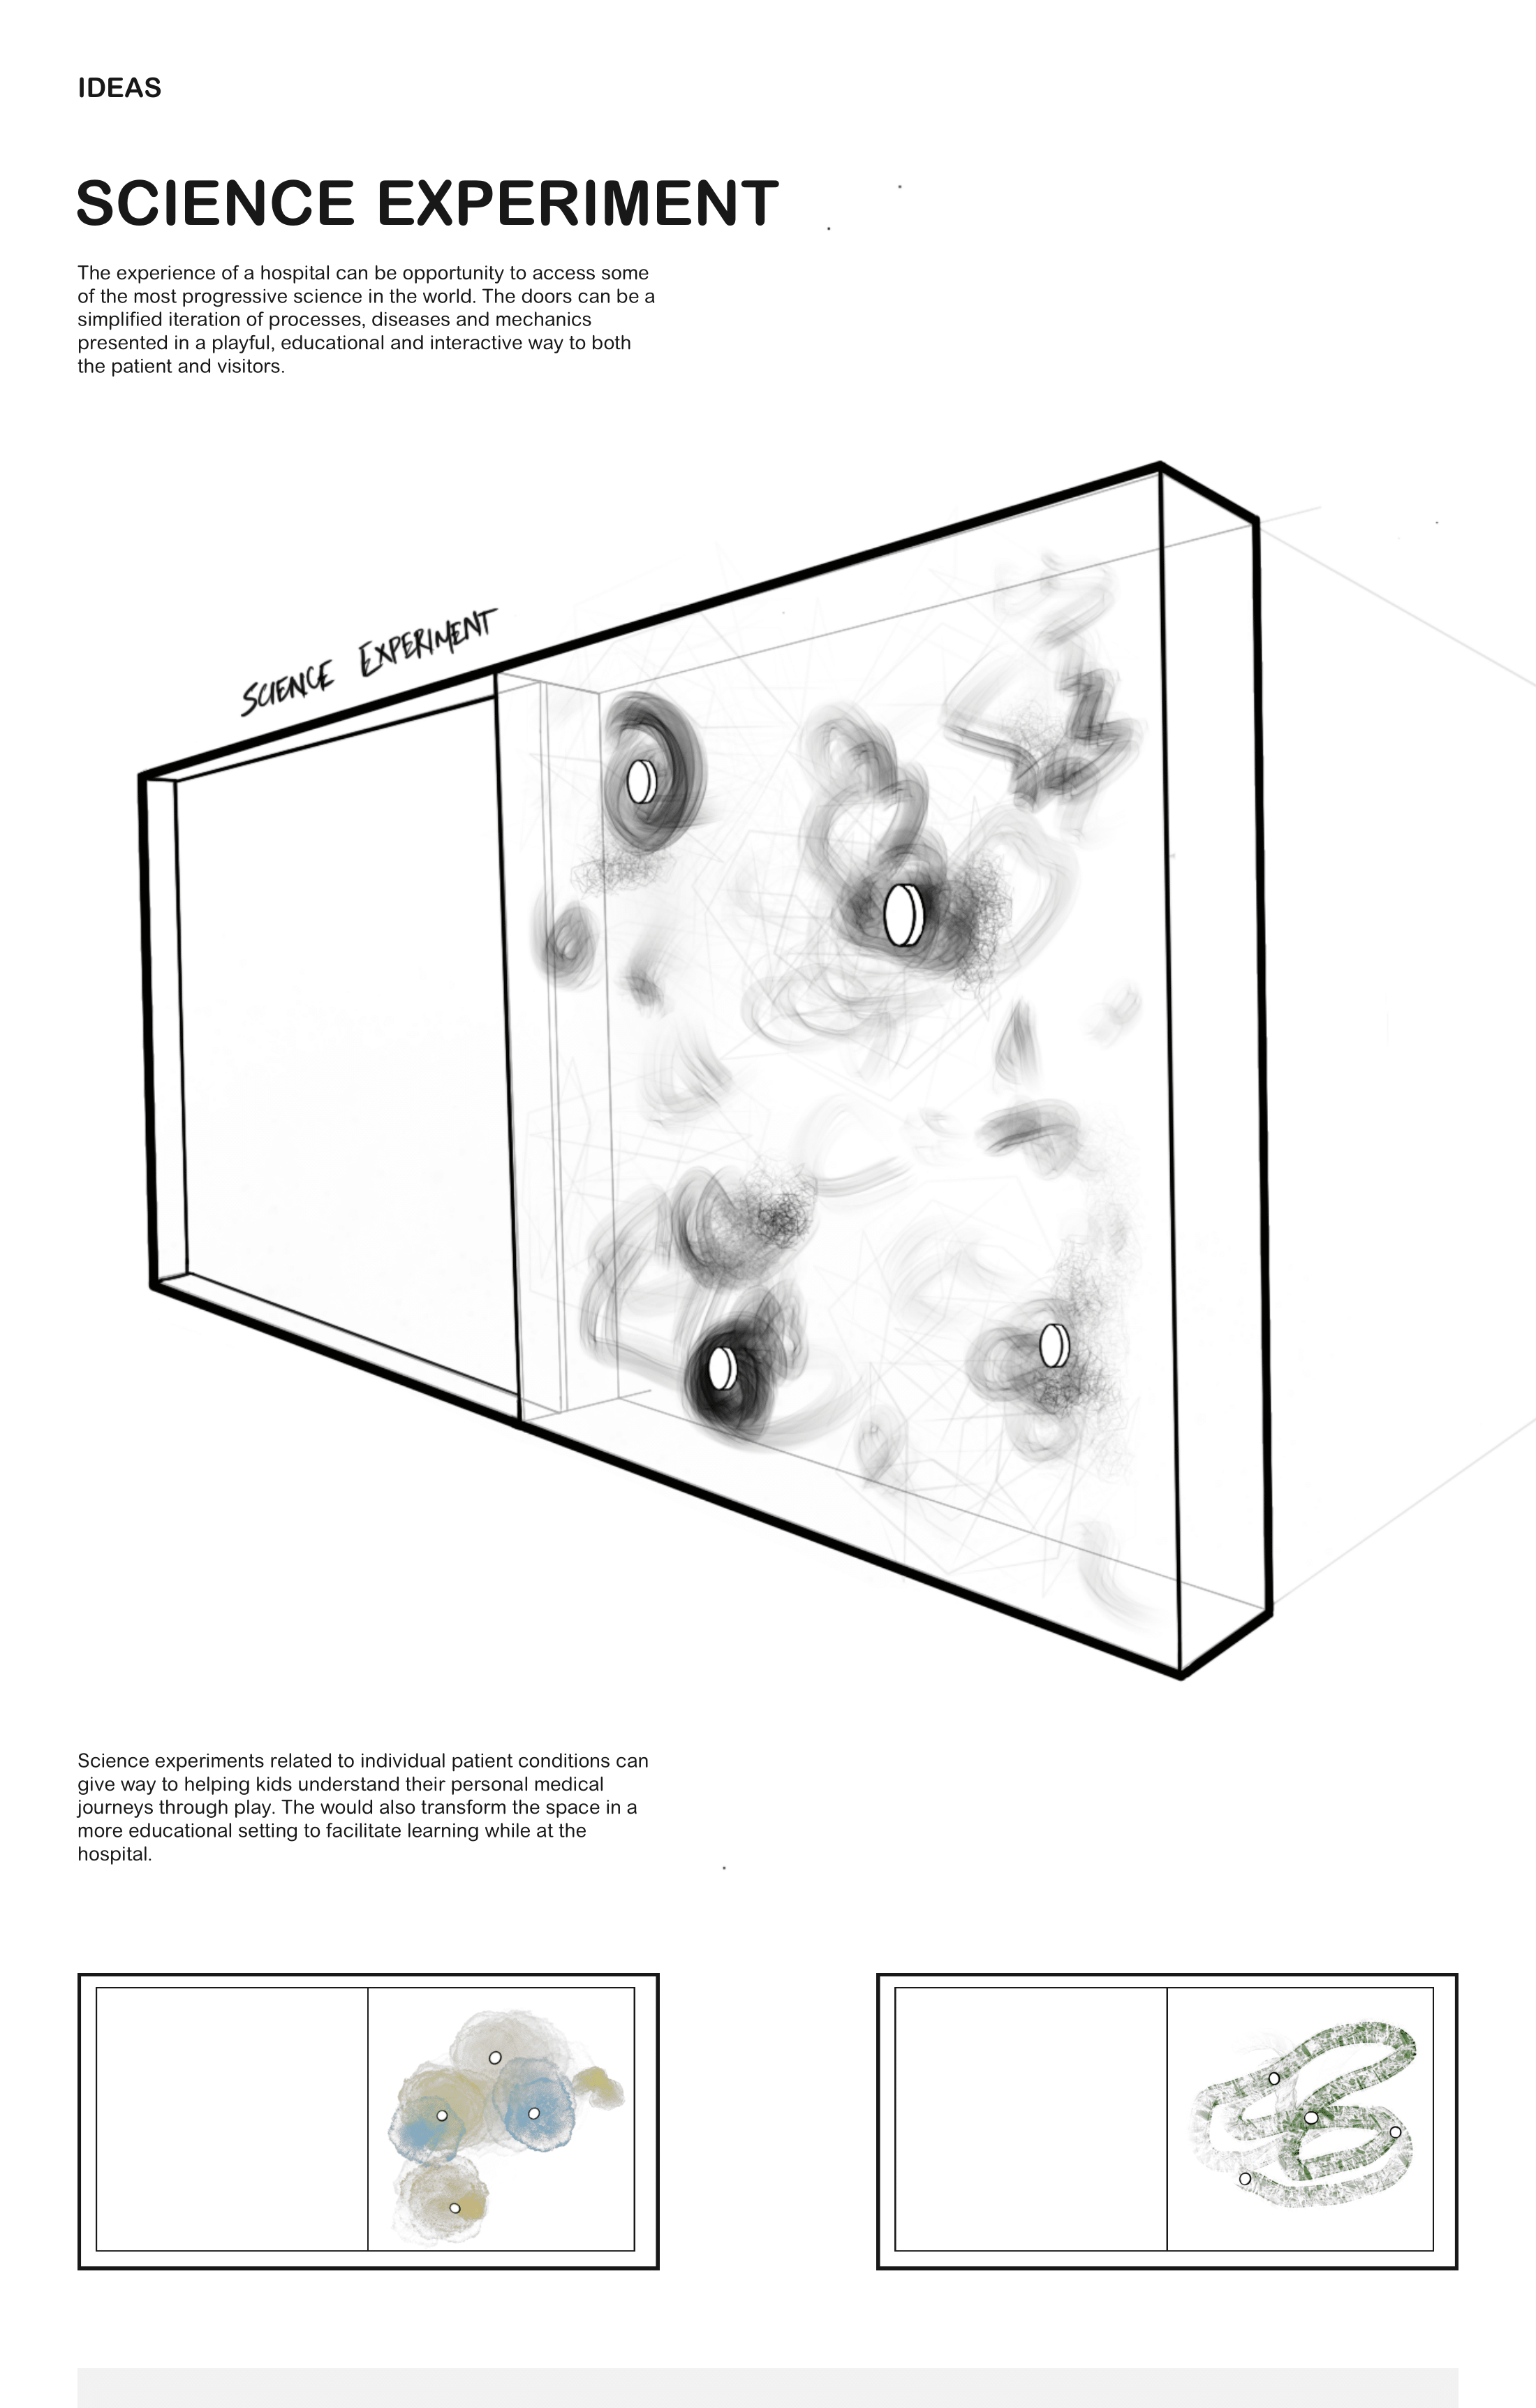 IDEAS
SCIENCE EXPERIMENT
The experience of a hospital can be opportunity to access some
of the most progressive science in the world. The doors can be a
simplified iteration of processes, diseases and mechanics
presented in a playful, educational and interactive way to both
the patient and visitors.
SCIENCE EXPERIMENT
Science experiments related to individual patient conditions can
give way to helping kids understand their personal medical
journeys through play. The would also transform the space in a
more educational setting to facilitate learning while at the
hospital.